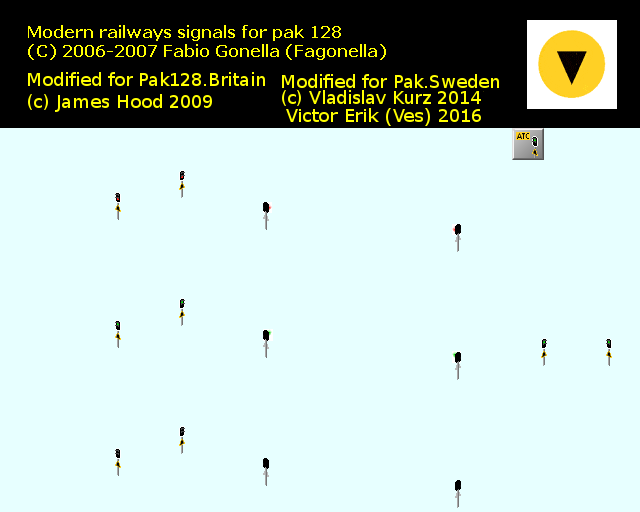 Modern railways signals for pak 128
(C) 2006-2007 Fabio Gonella (Fagonella)
Modified for Pak128.Britain
(c) James Hood 2009
Modified for Pak.Sweden
(c) Vladislav Kurz 2014
Victor Erik (Ves) 2016
ATC